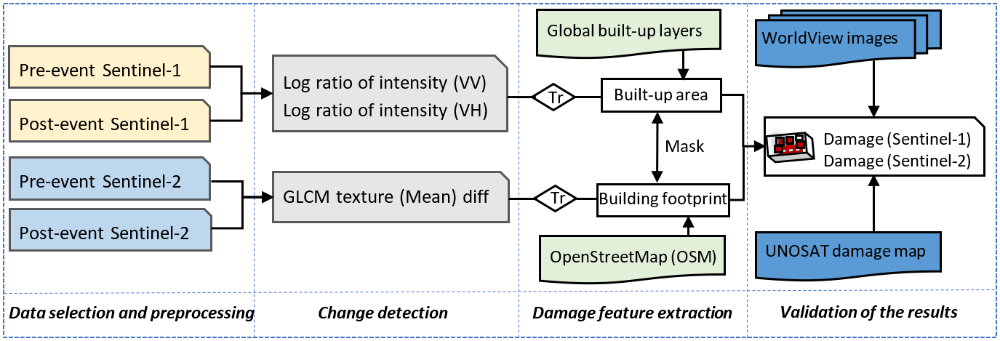 Pre-event Sentinel-1
Post-event Sentinel-1
Pre-event Sentinel-2
Post-event Sentinel-2
Data selection and preprocessing
Log ratio of intensity (VV)
Log ratio of intensity (VH)
GLCM texture (Mean) diff
Change detection
Global built-up layers
Tr
Built-up area
Mask
Tr
Building footprint
OpenStreetMap (OSM)
Damage feature extraction
WorldView images
Damage (Sentinel-1)
Damage (Sentinel-2)
UNOSAT damage map
Validation of the results